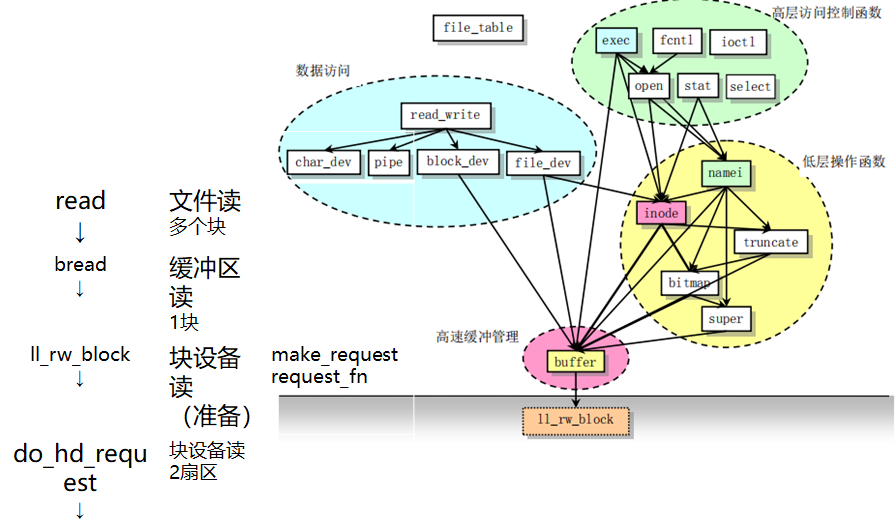 read
↓
bread
↓
ll_rw_block
↓
do_hd_requ
est
↓
文件读
多个块
缓冲区
读
1块
块设备
读
（准备）
块设备读
2扇区
make_request
request_fn
file_table
高层访问控制函数
exec
fcntl
ioctl
open
stat
select
数据访问
read_write
char_dev
pipe
block_dev
file_dev
低层操作函数
namei
inode
truncate
bitmap
super
高速缓冲管理
buffer
ll_rw_block